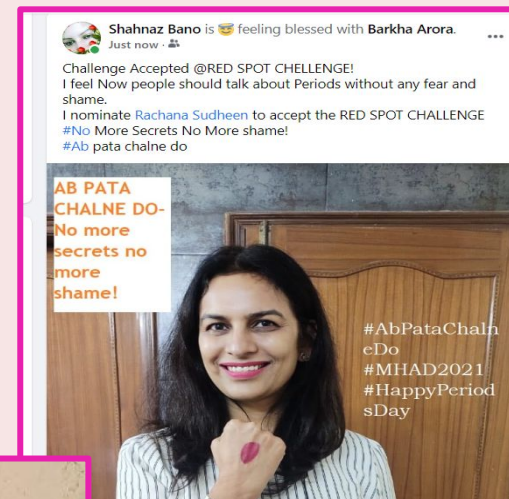 Shahnaz Bano is 😇 feeling blessed with Barkha Arora.
Just now ·
Challenge Accepted @RED SPOT CHELLENGE!
I feel Now people should talk about Periods without any fear and
shame.
I nominate Rachana Sudheen to accept the RED SPOT CHALLENGE
#No More Secrets No More shame!
#Ab pata chalne do
AB PATA
CHALNE DO-
No more
secrets no
more
shame!
#AbPataChaln
eDo
#MHAD2021
#HappyPeriod
sDay